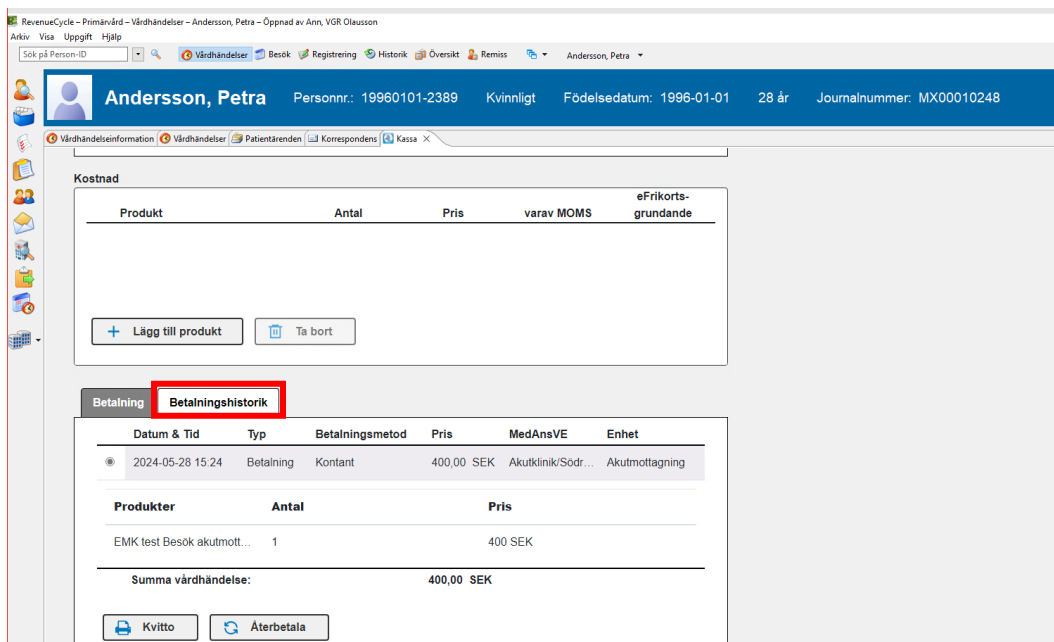 RevenueCycle – Primärvård – Vårdhändelser – Andersson, Petra – Öppnad av Ann, VGR Olausson
Arkiv Visa Uppgift Hjälp
Sök på Person-ID Vårdhändelser Besök Registrering Historik Översikt Remiss Andersson, Petra
Andersson, Petra Personnr.: 19960101-2389 Kvinnligt Födelsedatum: 1996-01-01 28 år Journalnummer: MX00010248
Vårdhändelseinformation Vårdhändelser Patientärenden Korrespondens Kassa
Kostnad
Produkt Antal Pris varav MOMS eFrikorts-
grundande
+ Lägg till produkt Ta bort
Betalning Betalningshistorik
Datum & Tid Typ Betalningsmetod Pris MedAnsVE Enhet
2024-05-28 15:24 Betalning Kontant 400,00 SEK Akutklinik/Södr... Akutmottagning
Produkter Antal Pris
EMK test Besök akutmott... 1 400 SEK
Summa vårdhändelse: 400,00 SEK
Kvitto Återbetala